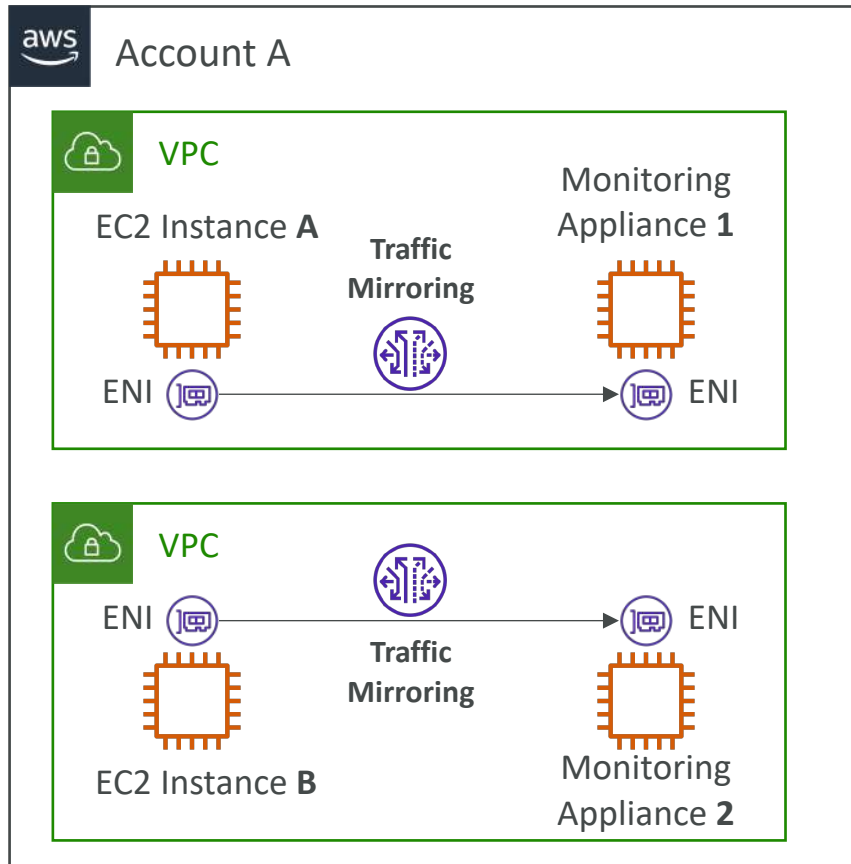 aws
Account A
VPC
EC2 Instance A
Traffic
Mirroring
Monitoring
Appliance 1
ENI
ENI
VPC
ENI
ENI
Traffic
Mirroring
EC2 Instance B
Monitoring
Appliance 2